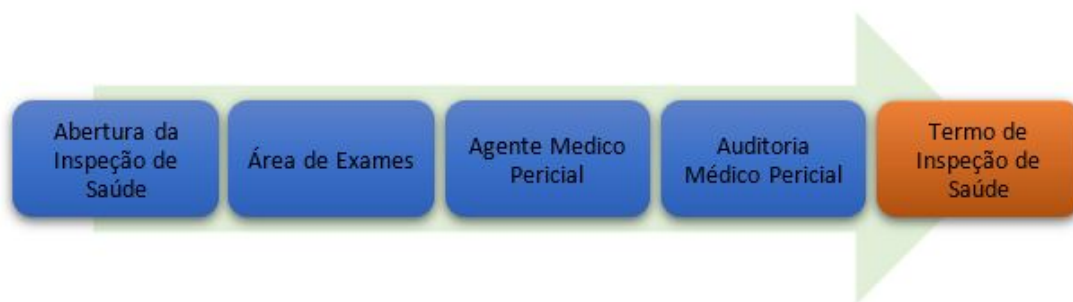 Abertura da
Inspeção de
Saúde
Área de Exames
Agente Medico
Pericial
Auditoria
Médico Pericial
Termo de
Inspeção de
Saúde